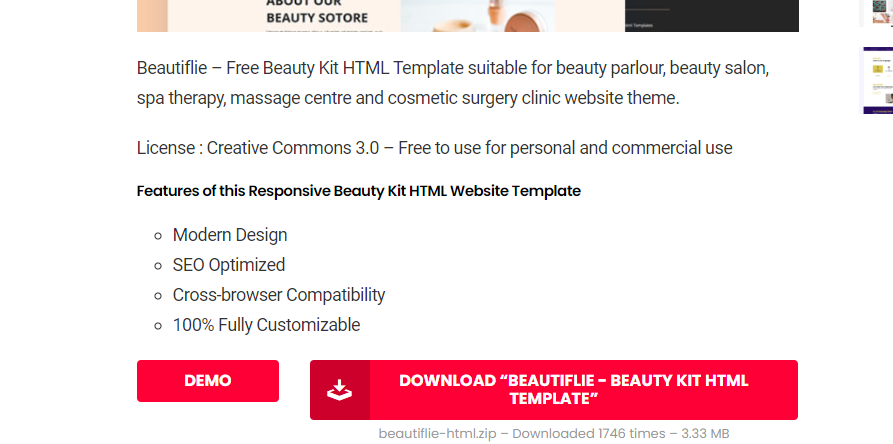 ABOUT OUR
BEAUTY SOTORE
Beautiflie – Free Beauty Kit HTML Template suitable for beauty parlour, beauty salon,
spa therapy, massage centre and cosmetic surgery clinic website theme.
License : Creative Commons 3.0 – Free to use for personal and commercial use
Features of this Responsive Beauty Kit HTML Website Template
Modern Design
SEO Optimized
Cross-browser Compatibility
100% Fully Customizable
DEMO
DOWNLOAD “BEAUTIFLIE – BEAUTY KIT HTML
TEMPLATE”
beautiflie-html.zip – Downloaded 1746 times – 3.33 MB